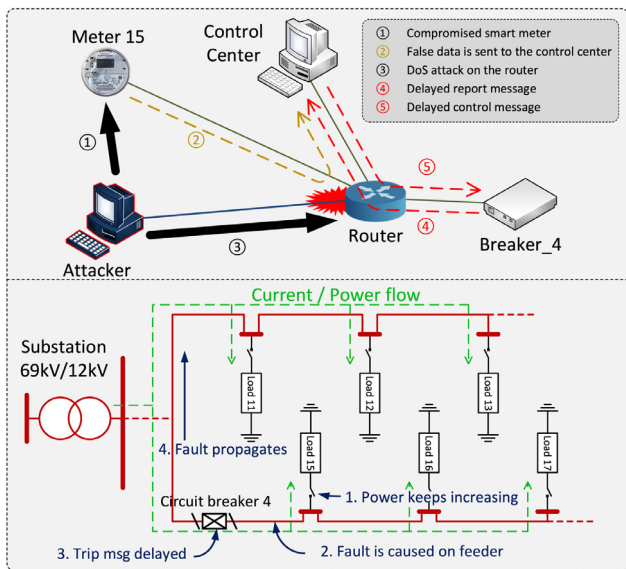 Meter 15
Control
Center
① Compromised smart meter
② False data is sent to the control center
③ DoS attack on the router
④ Delayed report message
⑤ Delayed control message
①
②
⑤
③
④
Router
Breaker_4
Attacker
Current / Power flow
Substation
69kV/12kV
Load 11
Load 12
Load 13
4. Fault propagates
Load 15
Load 16
Load 17
1. Power keeps increasing
Circuit breaker 4
3. Trip msg delayed
2. Fault is caused on feeder